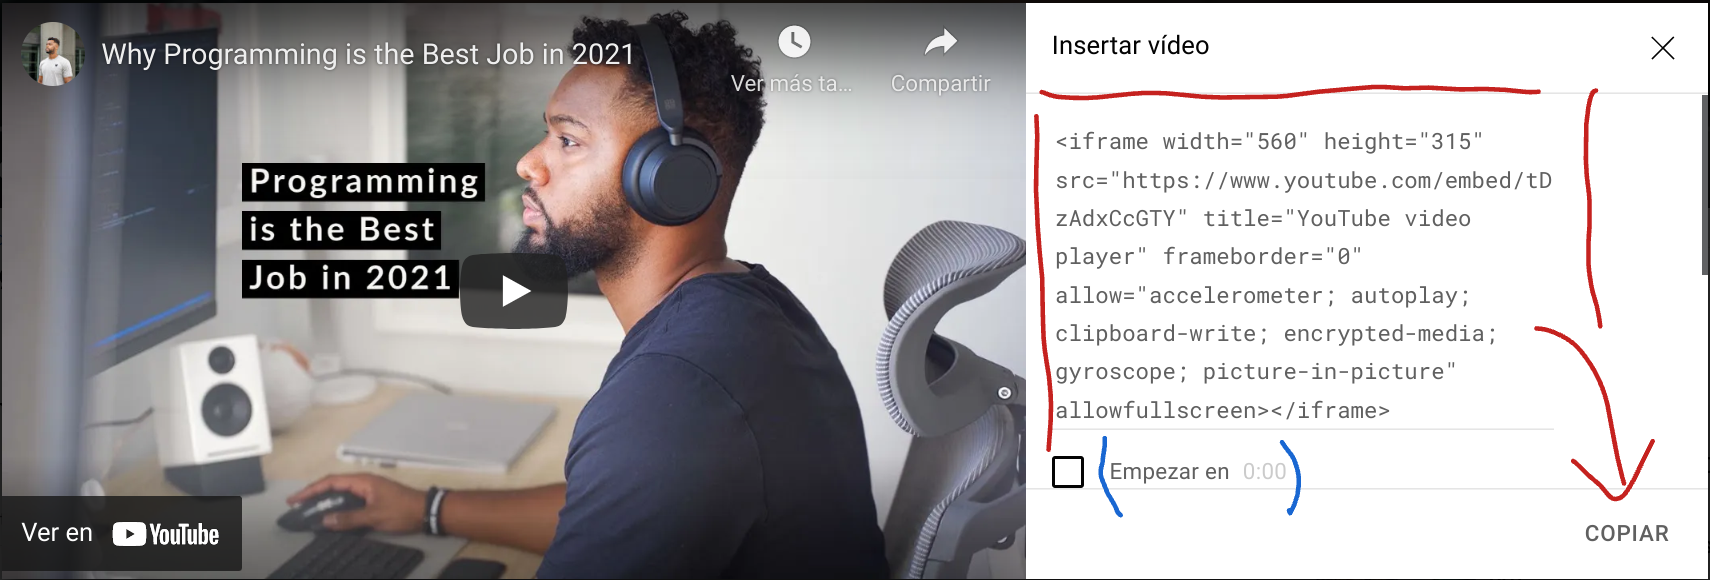 Why Programming is the Best Job in 2021
Ver más ta...
Compartir
Programming
is the Best
Job in 2021
Ver en YouTube
Insertar vídeo
<iframe width="560" height="315"
src="https://www.youtube.com/embed/tD
zAdxCcGTY" title="YouTube video
player" frameborder="0"
allow="accelerometer; autoplay;
clipboard-write; encrypted-media;
gyroscope; picture-in-picture"
allowfullscreen></iframe>
Empezar en 0:00
COPIAR